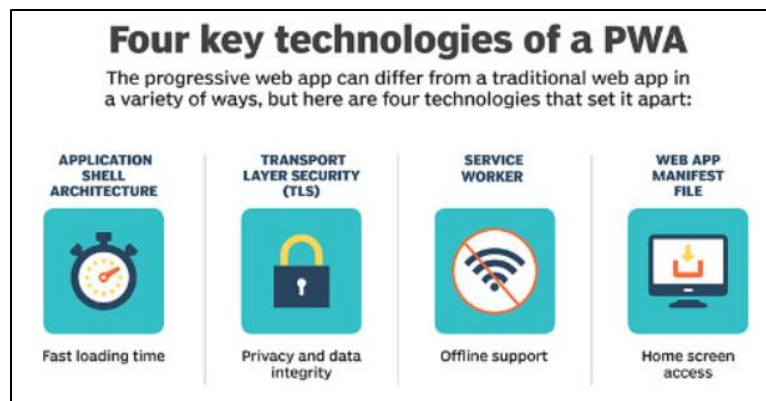 Four key technologies of a PWA
The progressive web app can differ from a traditional web app in
a variety of ways, but here are four technologies that set it apart:
APPLICATION
SHELL
ARCHITECTURE
Fast loading time
TRANSPORT
LAYER SECURITY
(TLS)
Privacy and data
integrity
SERVICE
WORKER
Offline support
WEB APP
MANIFEST
FILE
Home screen
access